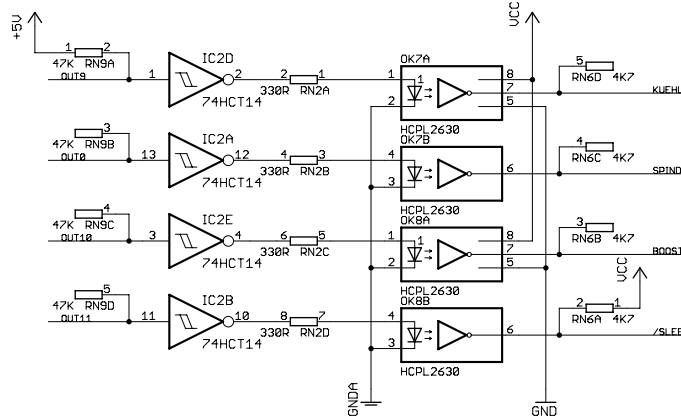 +5V
VCC
1 2
47K RN9A
OUT9
1
IC2D
2
74HCT14
2 1
330R RN2A
OK7A
1
1
2
8
7
5
HCPL2630
5
RN6D 4K7
KUEHL
3
47K RN9B
OUT0
13
IC2A
12
74HCT14
4 3
330R RN2B
OK7B
4
3
6
HCPL2630
4
RN6C 4K7
SPIND
4
47K RN9C
OUT10
3
IC2E
4
74HCT14
6 5
330R RN2C
OK8A
1
1
2
8
7
5
HCPL2630
3
RN6B 4K7
BOOST
VCC
5
47K RN9D
OUT11
11
IC2B
10
74HCT14
8 7
330R RN2D
OK8B
4
3
6
HCPL2630
2 1
RN6A 4K7
/SLEE
GNDA
GND